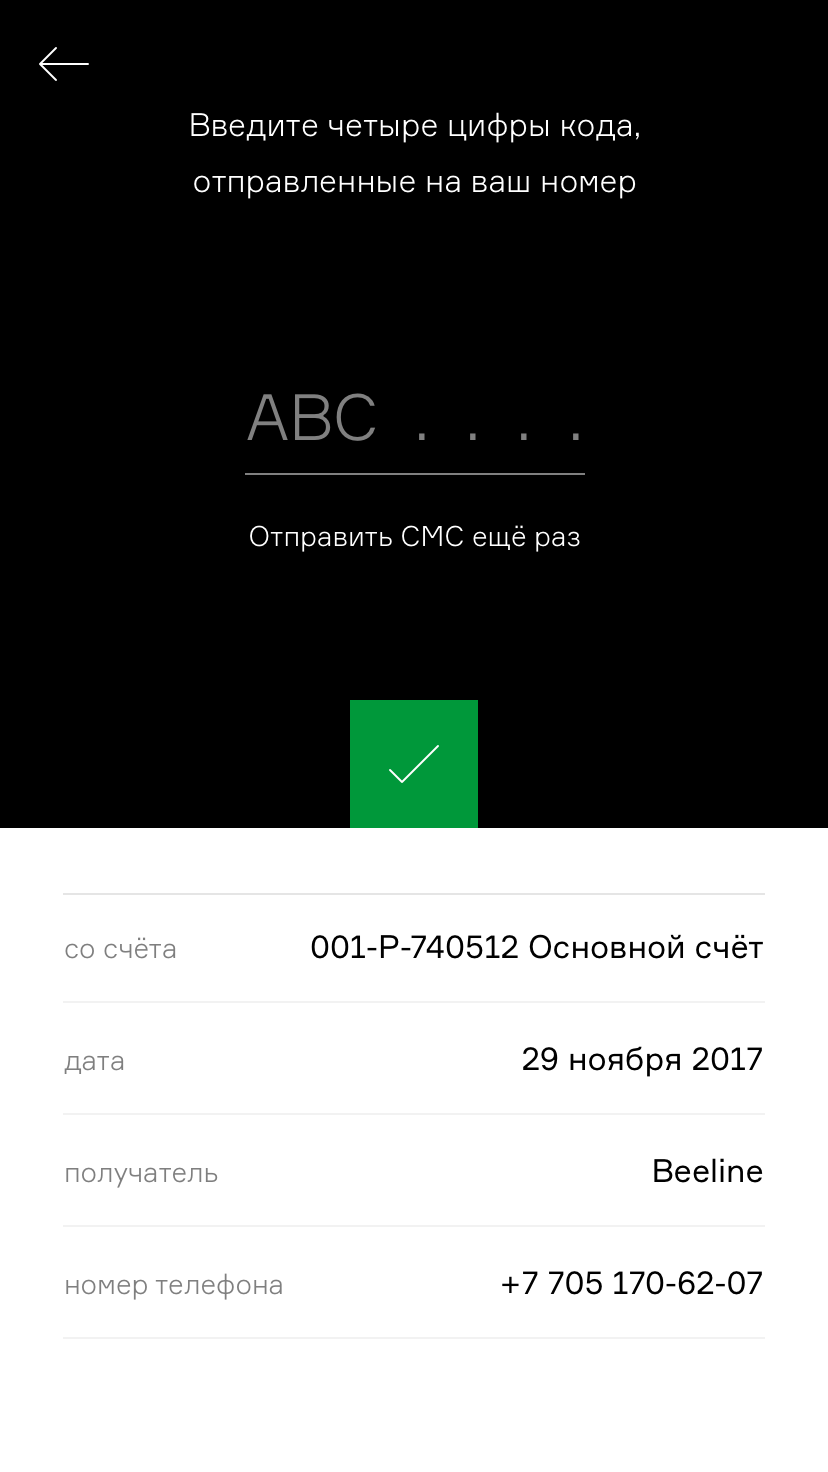 Введите четыре цифры кода,
отправленные на ваш номер
ABC . . . .
Отправить СМС ещё раз
со счёта 001-P-740512 Основной счёт
дата 29 ноября 2017
получатель Beeline
номер телефона +7 705 170-62-07